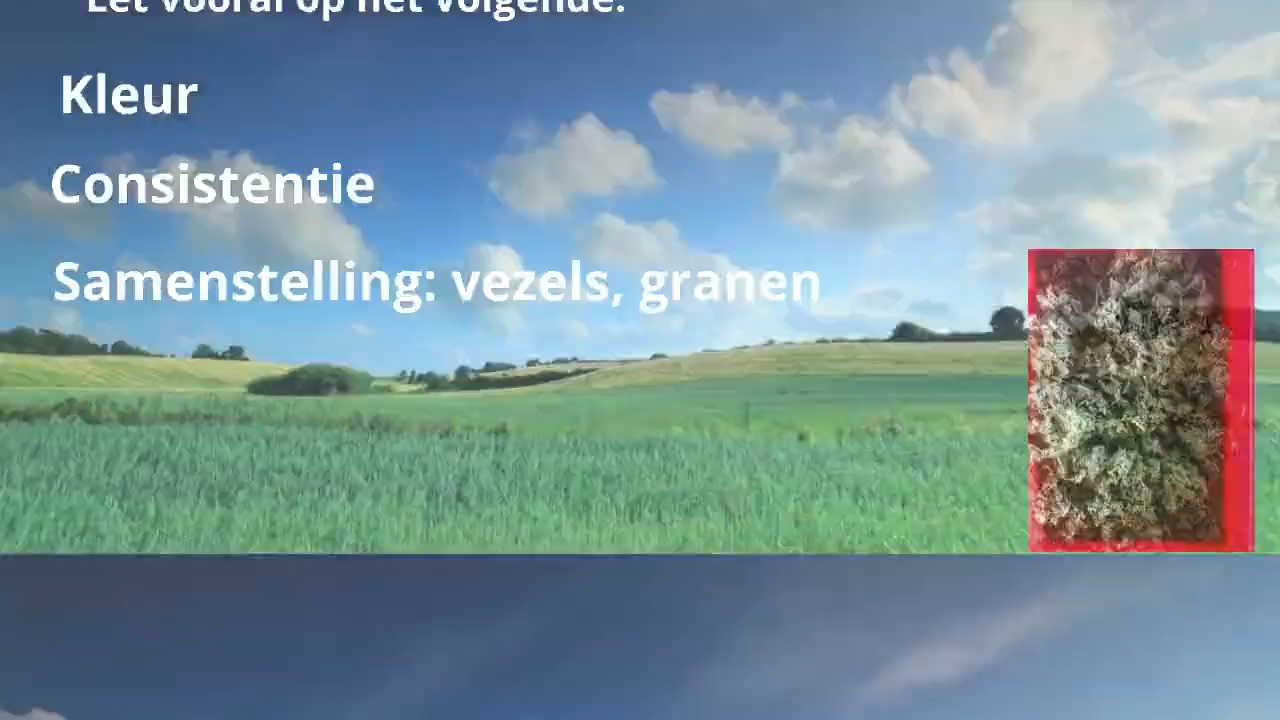 Let vooral op het volgende:
Kleur
Consistentie
Samenstelling: vezels, granen